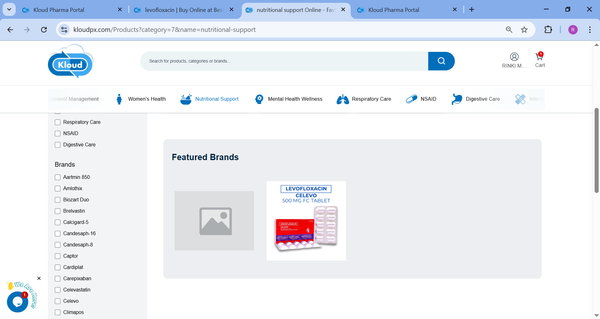 Kloud Pharma Portal
levofloxacin | Buy Online at Bes
nutritional support Online - Fas
Kloud Pharma Portal
kloudpx.com/Products?category=7&name=nutritional-support
R
Kloud
Search for products, categories or brands...
RINKI M...
Cart
Management
Women's Health
Nutritional Support
Mental Health Wellness
Respiratory Care
NSAID
Digestive Care
Respiratory Care
NSAID
Digestive Care
Brands
Aartmin 850
Amlothix
Biozart Duo
Brelvastin
Calogard-5
Candesaph-16
Candesaph-8
Captor
Cardiplat
Carepixaban
Celevastatin
Celevo
Climapos
Featured Brands
LEVOFLOXACIN
CELEVO
500 MG FC TABLET